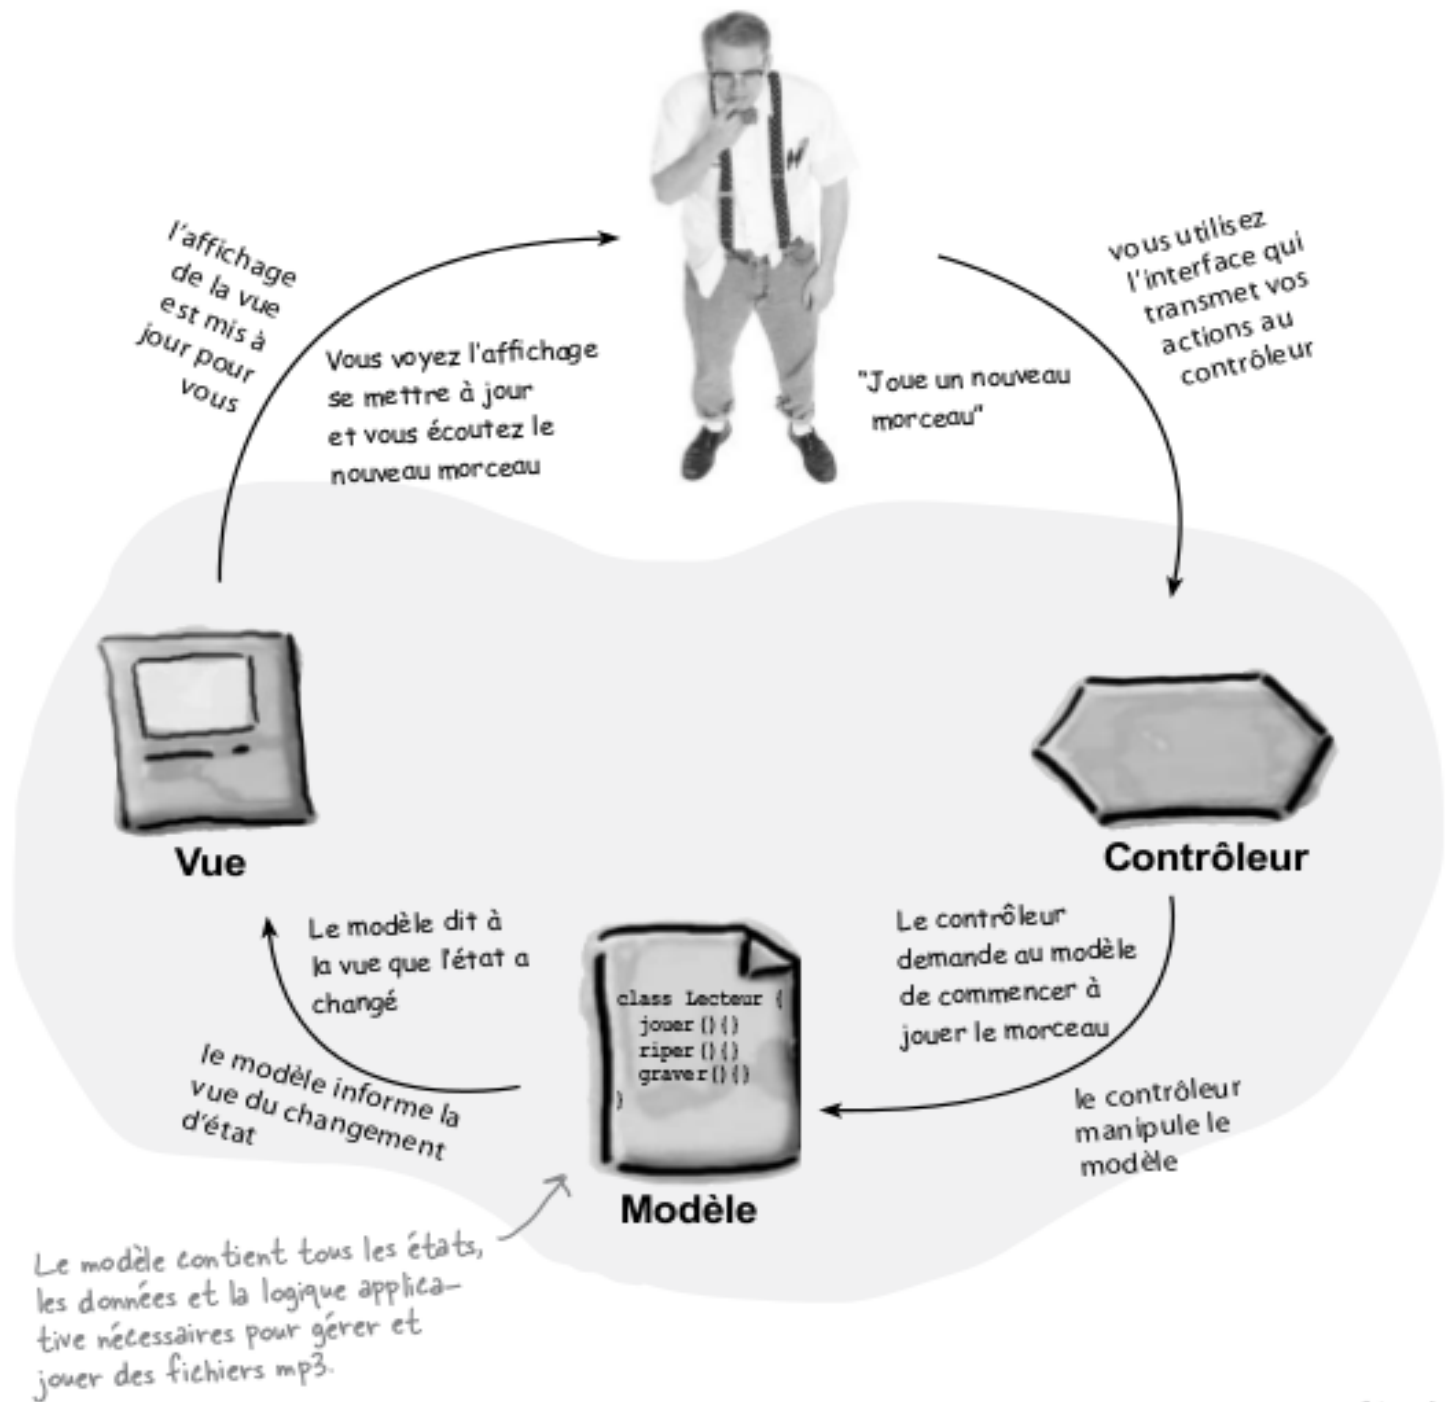 l'affichage
de la vue
est mis à
jour pour
vous
Vous voyez l'affichage
se mettre à jour
et vous écoutez le
nouveau morceau
"Joue un nouveau
morceau"
vous utilisez
l'interface qui
transmet vos
actions au
contrôleur
Vue
Contrôleur
Le modèle dit à
la vue que l'état a
changé
le modèle informe la
vue du changement
d'état
class Lecteur {
jouer(){}
riper(){}
graver(){}
}
Modèle
Le contrôleur
demande au modèle
de commencer à
jouer le morceau
le contrôleur
manipule le
modèle
Le modèle contient tous les états,
les données et la logique applica-
tive nécessaires pour gérer et
jouer des fichiers mp3.